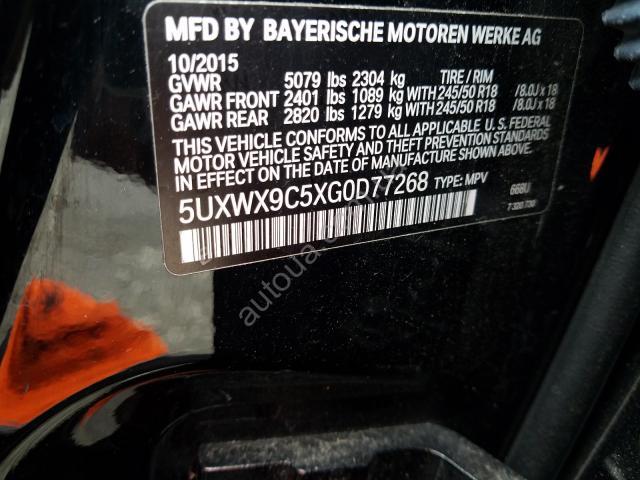 MFD BY BAYERISCHE MOTOREN WERKE AG
10/2015
GVWR 5079 lbs 2304 kg TIRE / RIM
GAWR FRONT 2401 lbs 1089 kg WITH 245/50 R18 /8.0J x 18
GAWR REAR 2820 lbs 1279 kg WITH 245/50 R18 /8.0J x 18
THIS VEHICLE CONFORMS TO ALL APPLICABLE U. S. FEDERAL
MOTOR VEHICLE SAFETY AND THEFT PREVENTION STANDARDS
IN EFFECT ON THE DATE OF MANUFACTURE SHOWN ABOVE.
5UXWX9C5XG0D77268 TYPE: MPV 668U